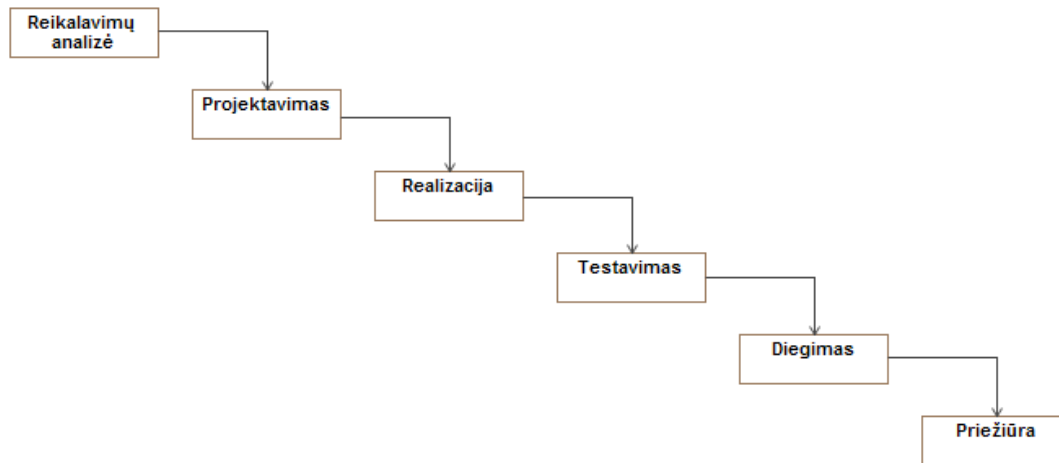 Reikalavimų
analizė
Projektavimas
Realizacija
Testavimas
Diegimas
Priežiūra